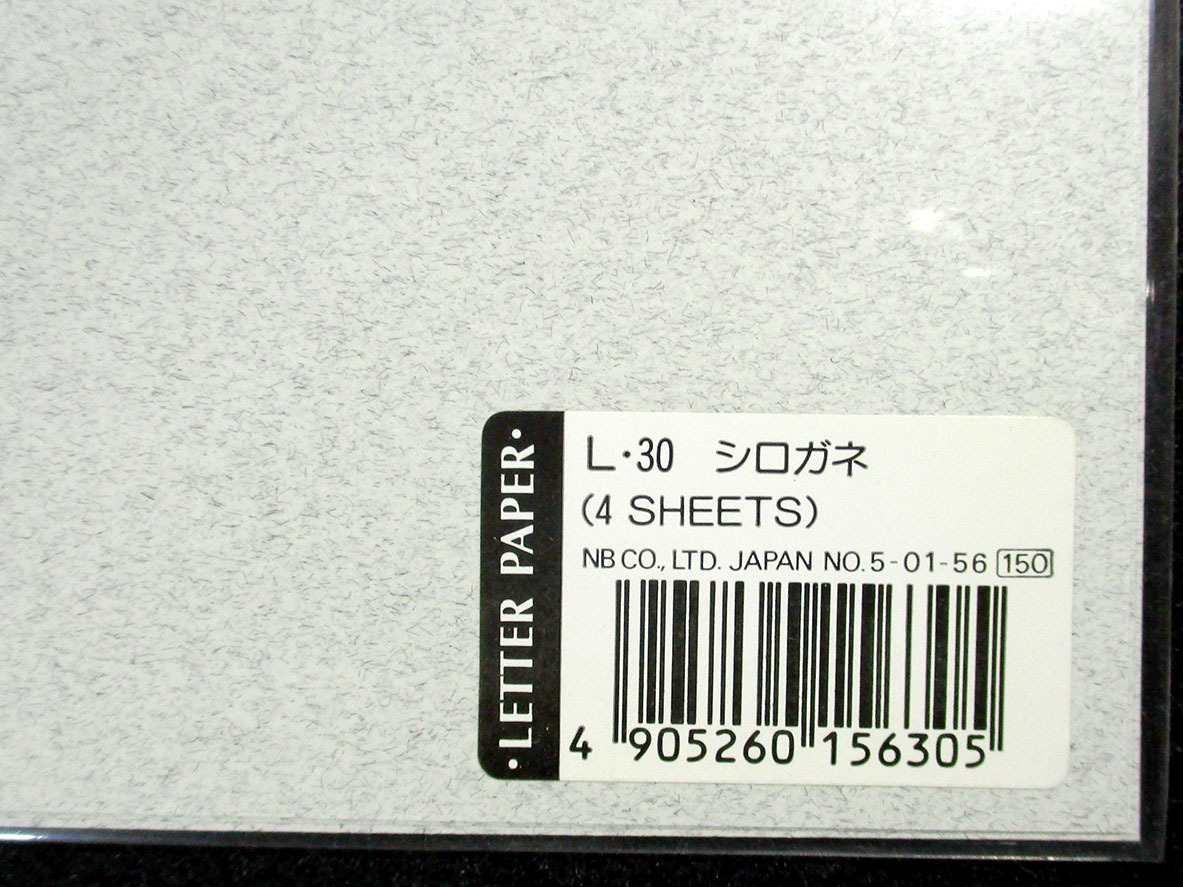 ・LETTER PAPER・
L・30 シロガネ
(4 SHEETS)
NB CO., LTD. JAPAN NO.5-01-56 150
4 905260 156305